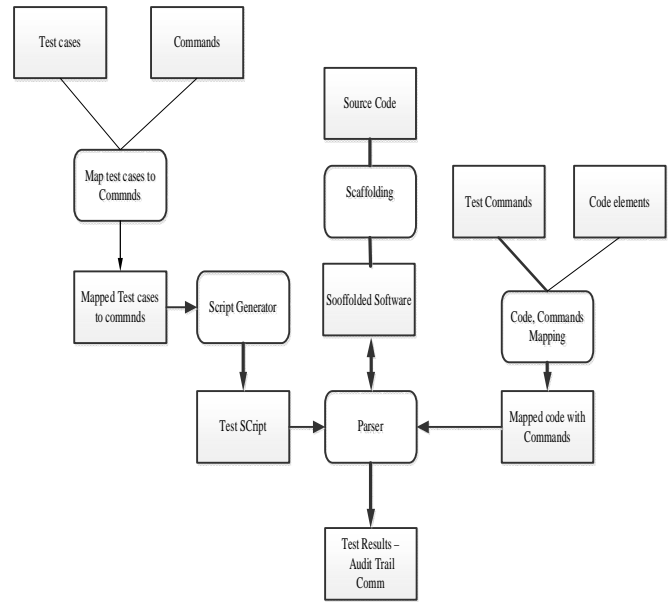 Test cases
Commands
Source Code
Map test cases to
Commnds
Scaffolding
Test Commands
Code elements
Mapped Test cases
to commnds
Script Generator
Sooffolded Software
Code, Commands
Mapping
Test SCript
Parser
Mapped code with
Commands
Test Results –
Audit Trail
Comm